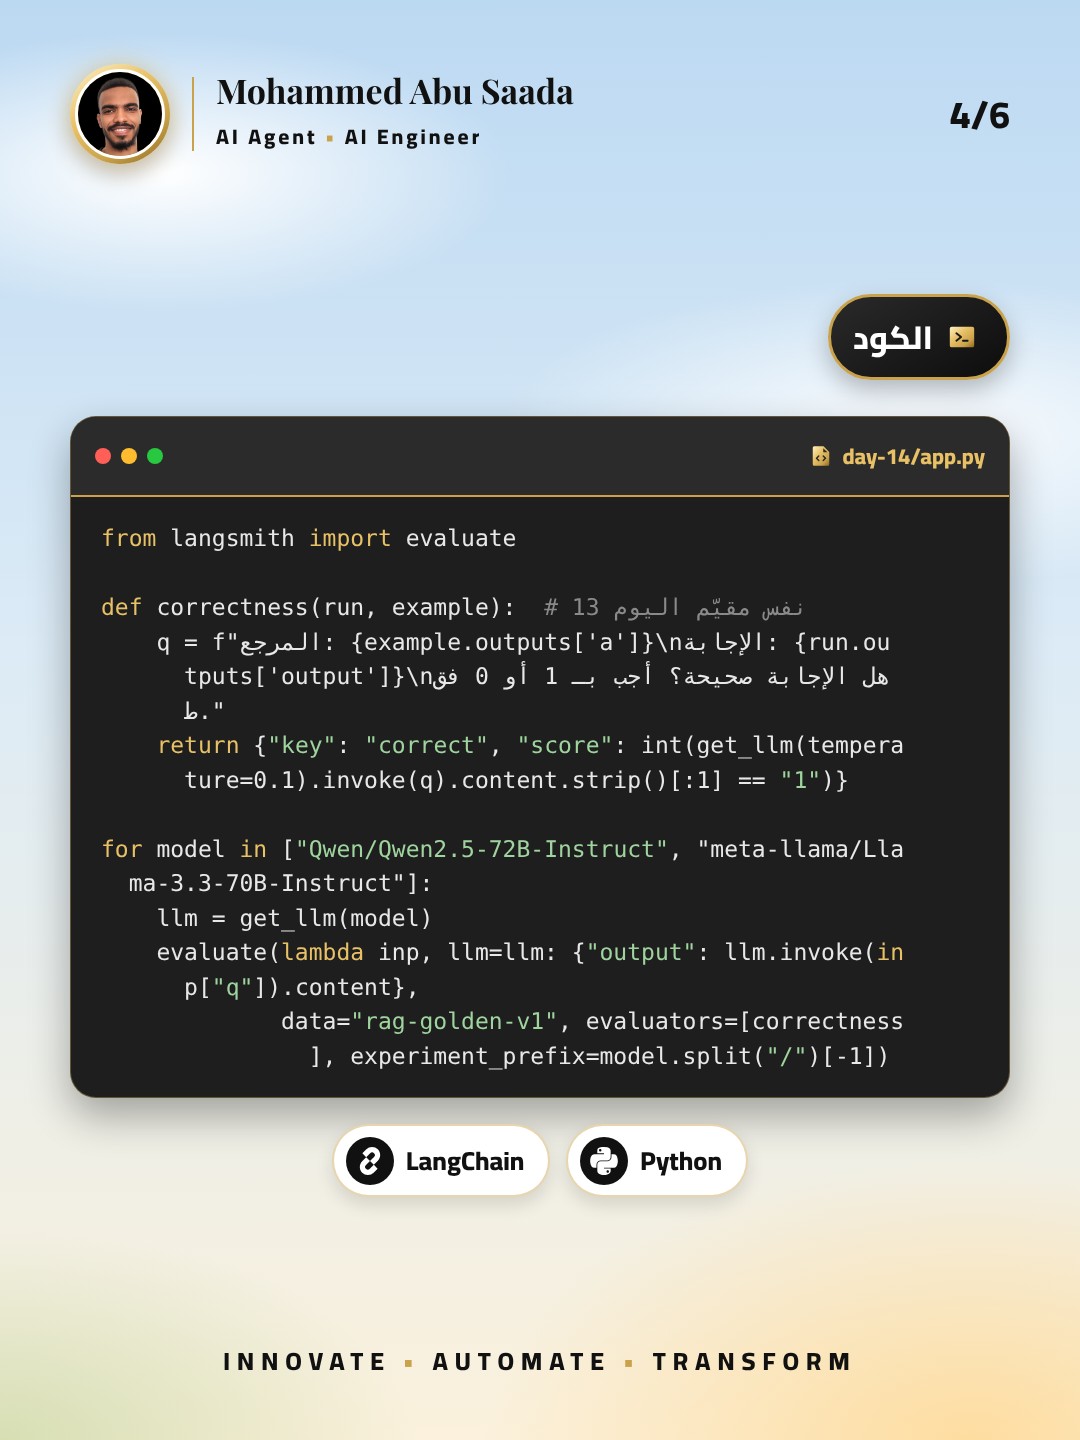 Mohammed Abu Saada
AI Agent ▪ AI Engineer
4/6
الكود
day-14/app.py
from langsmith import evaluate
def correctness(run, example):  # نفس مقيّم اليوم 13
    q = f"المرجع: {example.outputs['a']}\nالإجابة: {run.ou
      tputs['output']}\nهل الإجابة صحيحة؟ أجب بـ 1 أو 0 فق
      ط."
    return {"key": "correct", "score": int(get_llm(tempera
      ture=0.1).invoke(q).content.strip()[:1] == "1")}
for model in ["Qwen/Qwen2.5-72B-Instruct", "meta-llama/Lla
  ma-3.3-70B-Instruct"]:
    llm = get_llm(model)
    evaluate(lambda inp, llm=llm: {"output": llm.invoke(in
      p["q"]).content},
             data="rag-golden-v1", evaluators=[correctness
               ], experiment_prefix=model.split("/")[-1])
LangChain
Python
INNOVATE ▪ AUTOMATE ▪ TRANSFORM